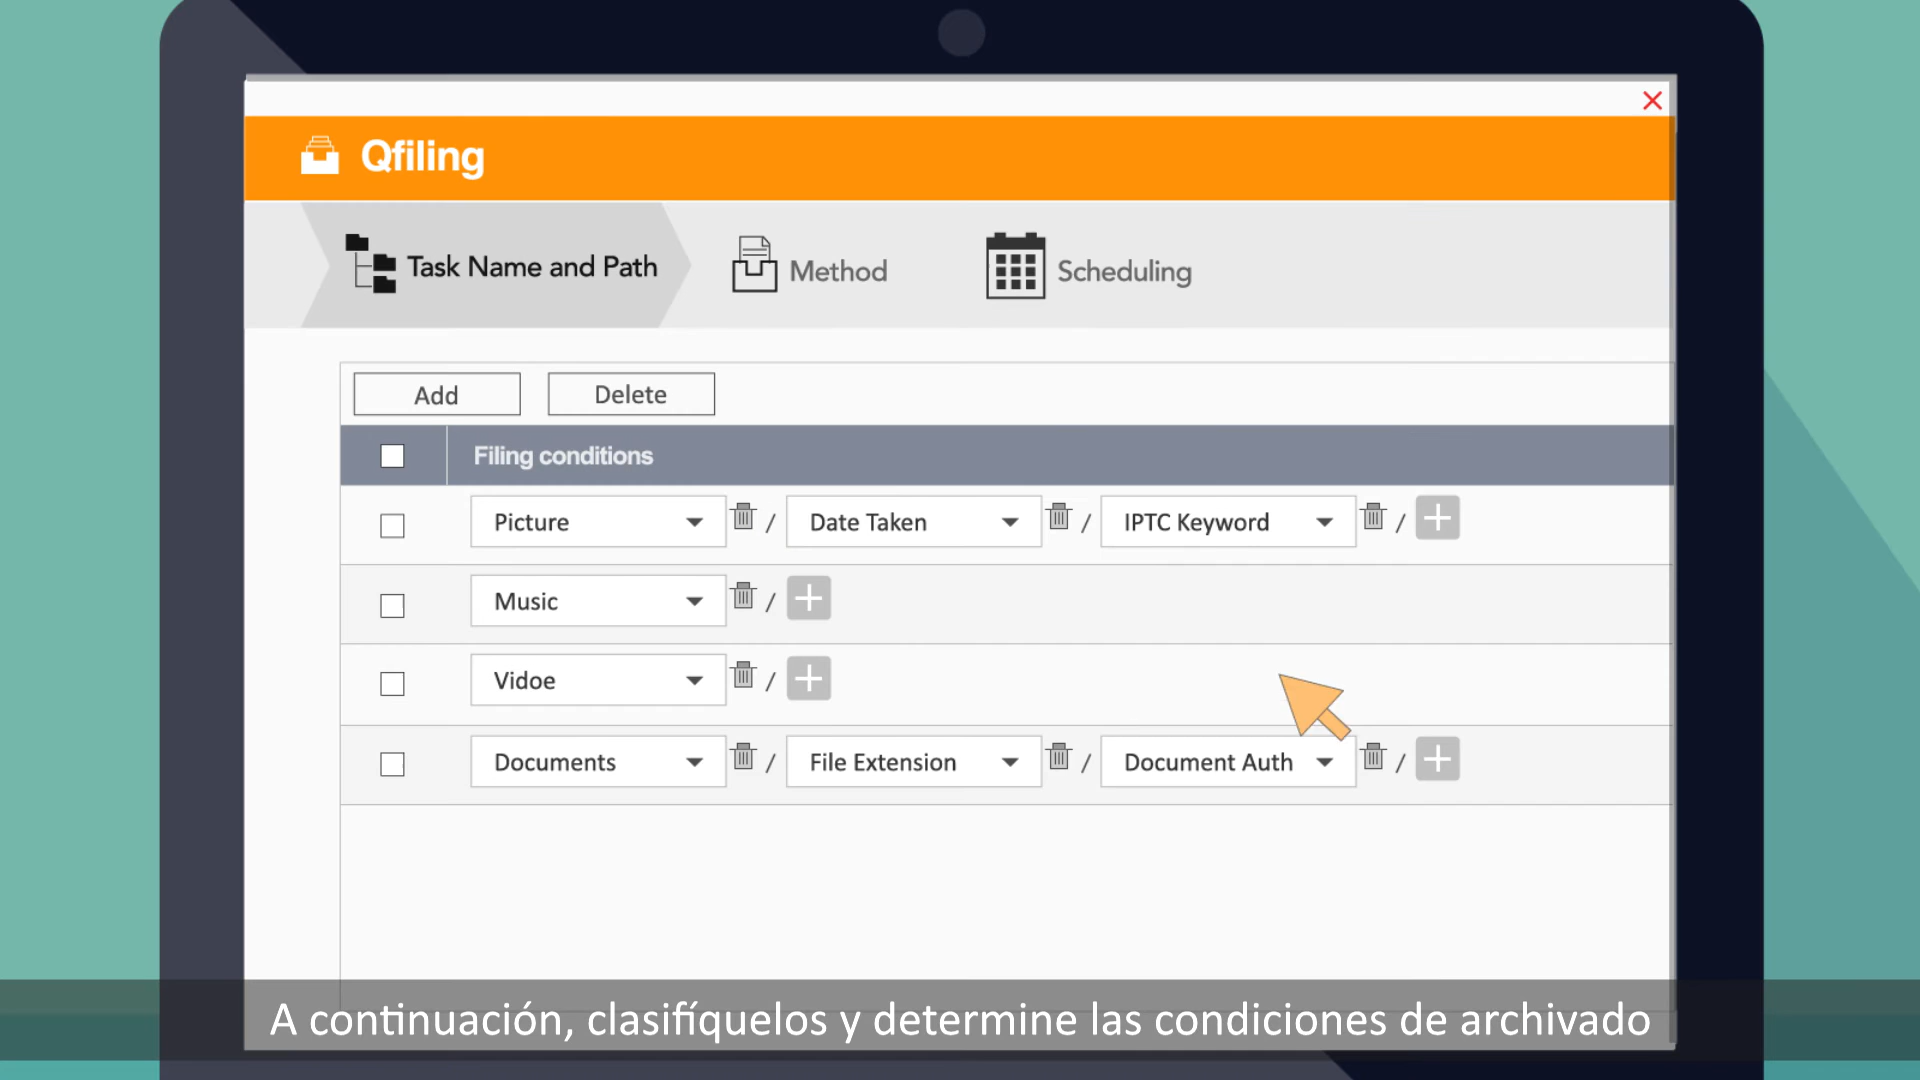 Qfiling
Task Name and Path
Method
Scheduling
Add
Delete
Filing conditions
Picture / Date Taken / IPTC Keyword /
Music /
Vidoe /
Documents / File Extension / Document Auth /
A continuación, clasifíquelos y determine las condiciones de archivado